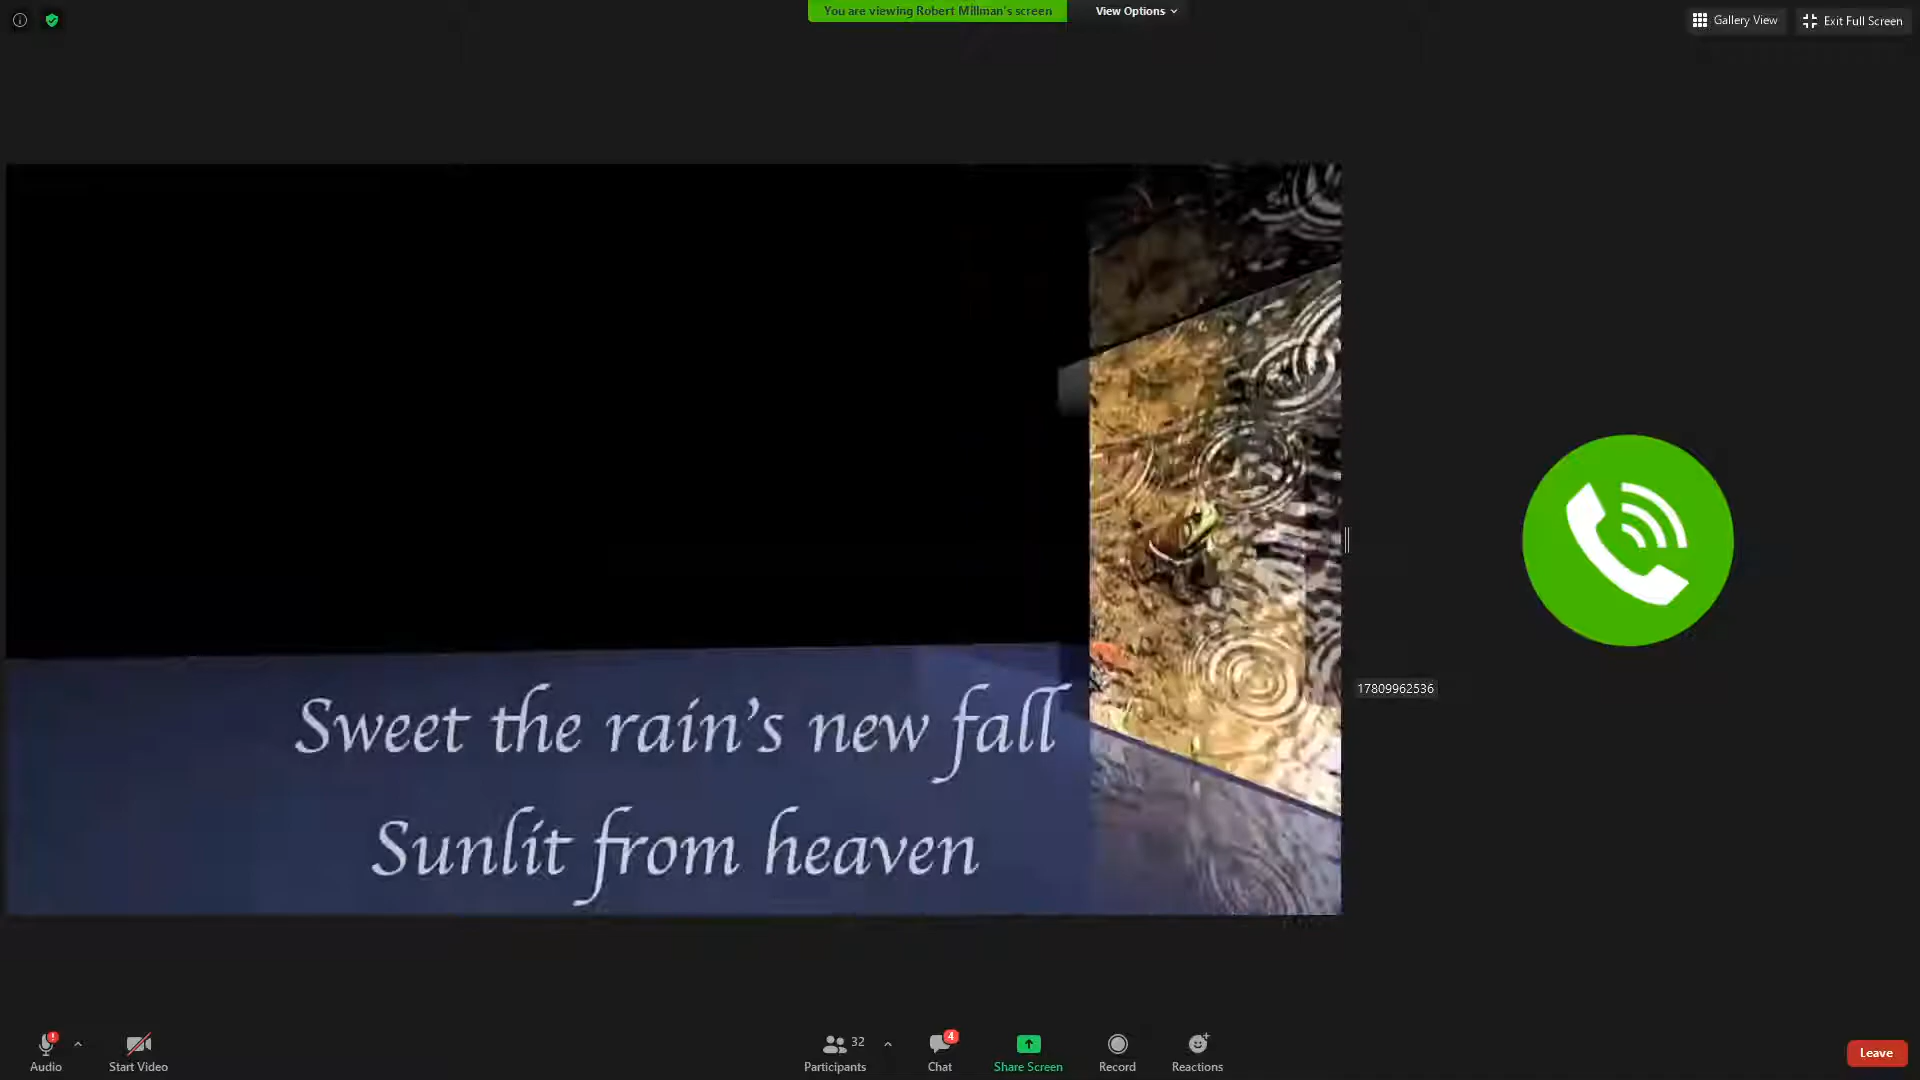 You are viewing Robert Millman's screen
View Options
Gallery View
Exit Full Screen
Sweet the rain's new fall
Sunlit from heaven
17809962536
Audio
Start Video
32
Participants
4
Chat
Share Screen
Record
Reactions
Leave